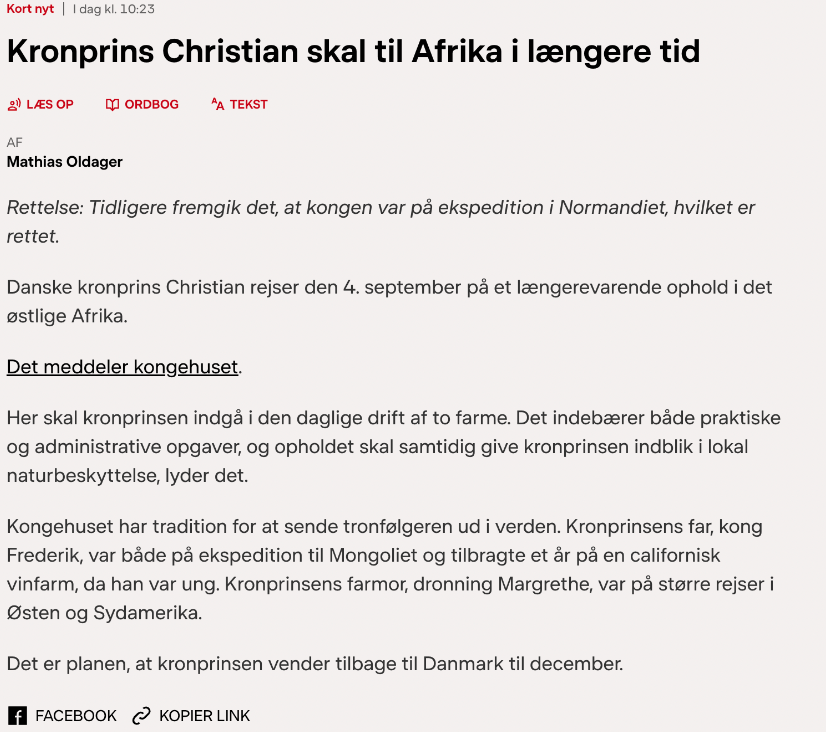 Kort nyt | I dag kl. 10:23
Kronprins Christian skal til Afrika i længere tid
LÆS OP ORDBOG TEKST
AF
Mathias Oldager
Rettelse: Tidligere fremgik det, at kongen var på ekspedition i Normandiet, hvilket er
rettet.
Danske kronprins Christian rejser den 4. september på et længerevarende ophold i det
østlige Afrika.
Det meddeler kongehuset.
Her skal kronprinsen indgå i den daglige drift af to farme. Det indebærer både praktiske
og administrative opgaver, og opholdet skal samtidig give kronprinsen indblik i lokal
naturbeskyttelse, lyder det.
Kongehuset har tradition for at sende tronfølgeren ud i verden. Kronprinsens far, kong
Frederik, var både på ekspedition til Mongoliet og tilbragte et år på en californisk
vinfarm, da han var ung. Kronprinsens farmor, dronning Margrethe, var på større rejser i
Østen og Sydamerika.
Det er planen, at kronprinsen vender tilbage til Danmark til december.
FACEBOOK KOPIER LINK